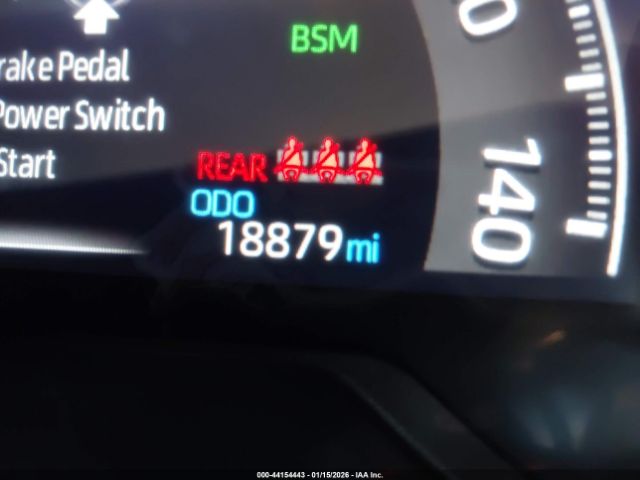 BSM
rake Pedal
Power Switch
Start
REAR
ODO
18879 mi
140
000-44154443 - 01/15/2026 - IAA Inc.